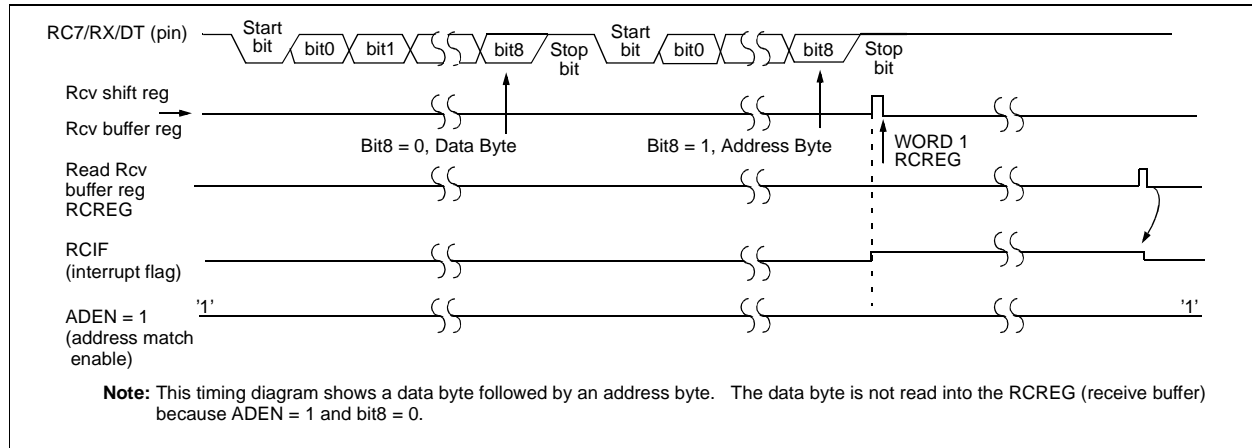 RC7/RX/DT (pin)
Start
bit
bit0
bit1
bit8
Stop
bit
Start
bit
bit0
bit8
Stop
bit
Rcv shift reg
Rcv buffer reg
Bit8 = 0, Data Byte
Bit8 = 1, Address Byte
WORD 1
RCREG
Read Rcv
buffer reg
RCREG
RCIF
(interrupt flag)
ADEN = 1
(address match
enable)
'1'
'1'
Note: This timing diagram shows a data byte followed by an address byte. The data byte is not read into the RCREG (receive buffer)
because ADEN = 1 and bit8 = 0.